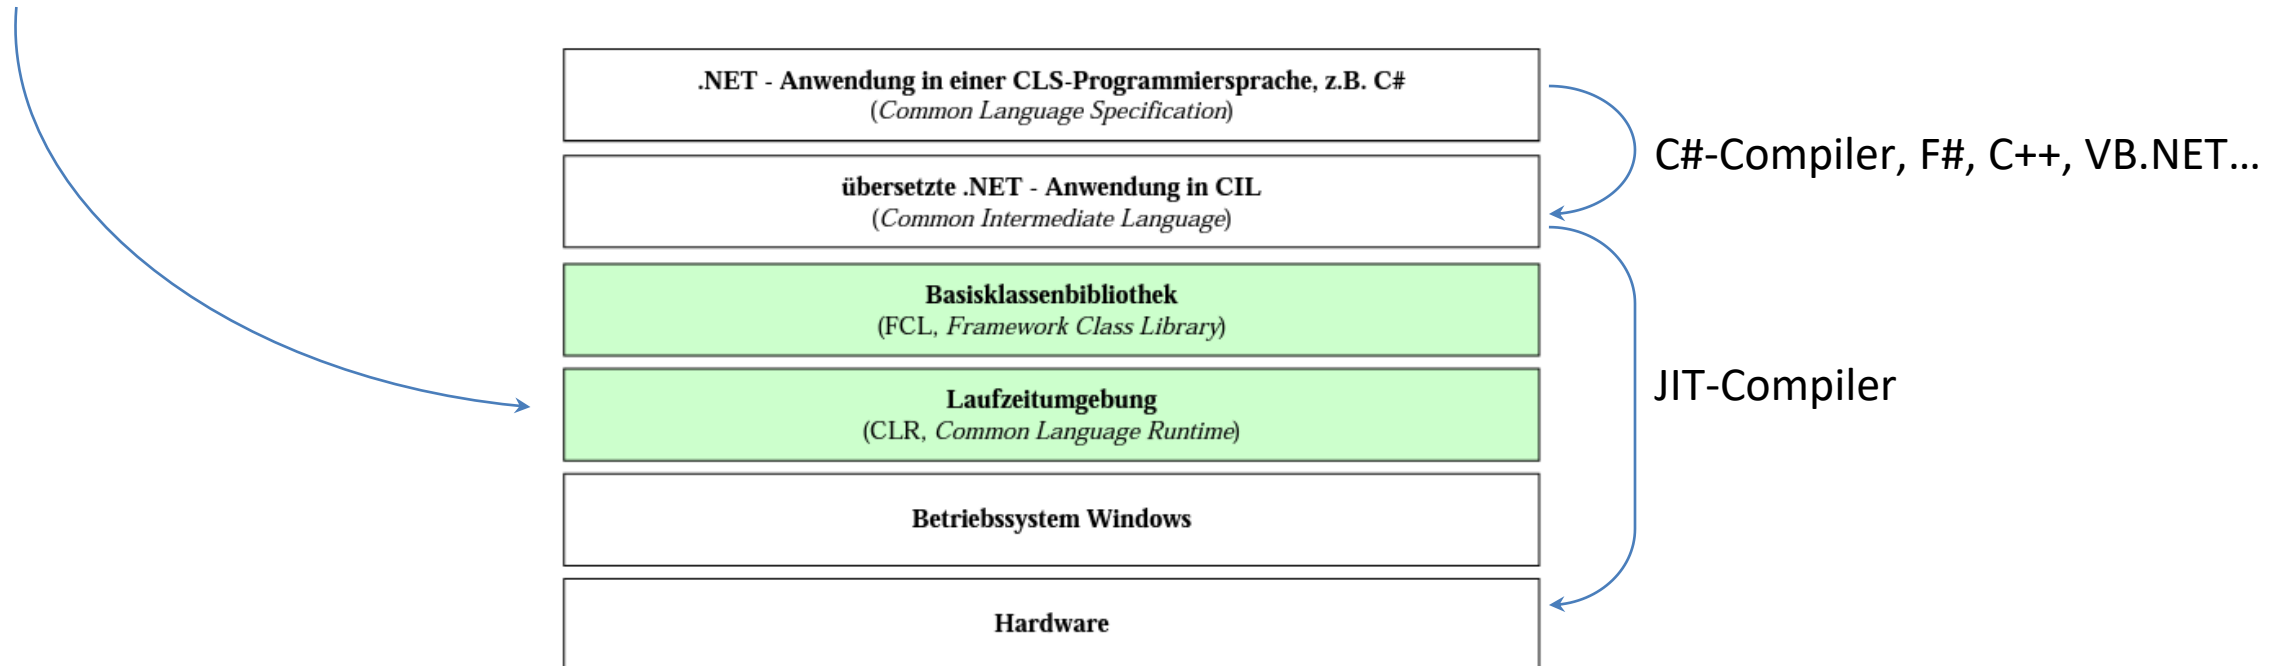 .NET - Anwendung in einer CLS-Programmiersprache, z.B. C#
(Common Language Specification)
C#-Compiler, F#, C++, VB.NET…
übersetzte .NET - Anwendung in CIL
(Common Intermediate Language)
Basisklassenbibliothek
(FCL, Framework Class Library)
JIT-Compiler
Laufzeitumgebung
(CLR, Common Language Runtime)
Betriebssystem Windows
Hardware